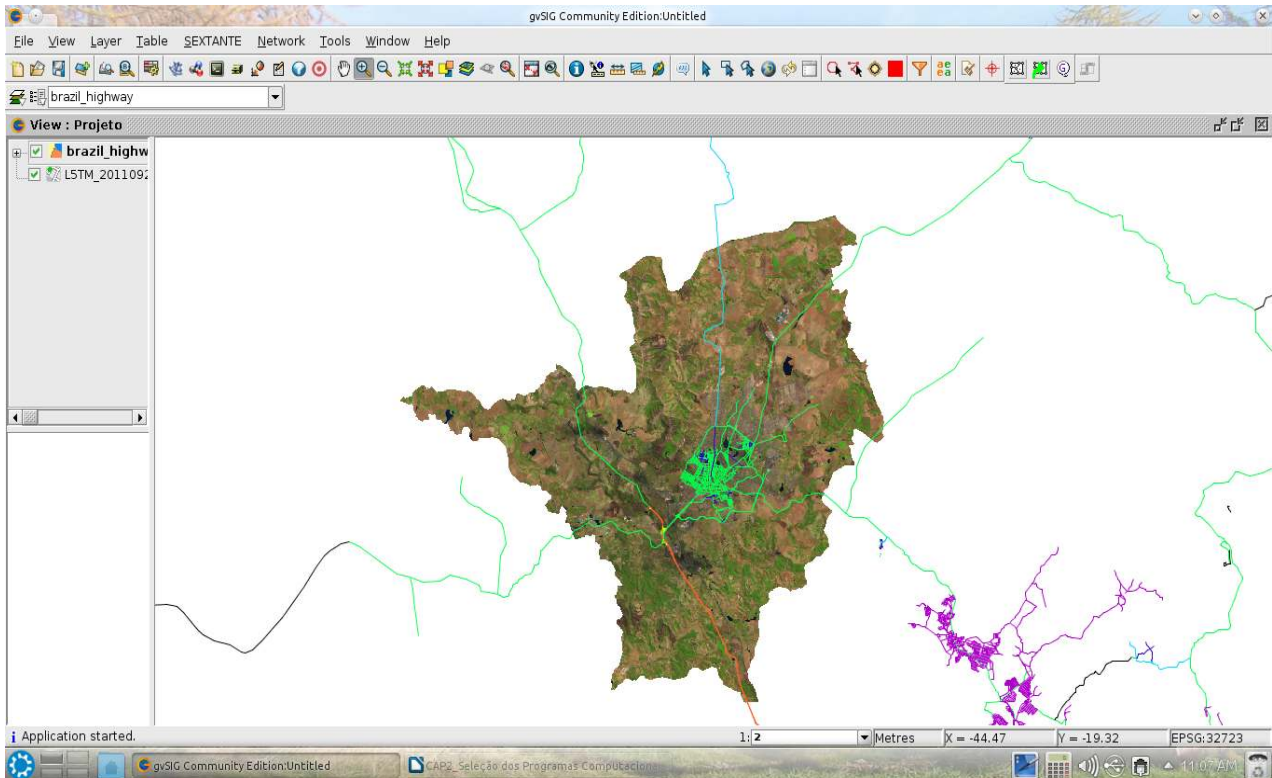 gvSIG Community Edition:Untitled
File View Layer Table SEXTANTE Network Tools Window Help
brazil_highway
View : Projeto
brazil_highw
L5TM_2011092
Application started.
1: 2
Metres
X = -44.47
Y = -19.32
EPSG:32723
gvSIG Community Edition:Untitled
CAP2_Seleção dos Programas Computacione
11:07 AM